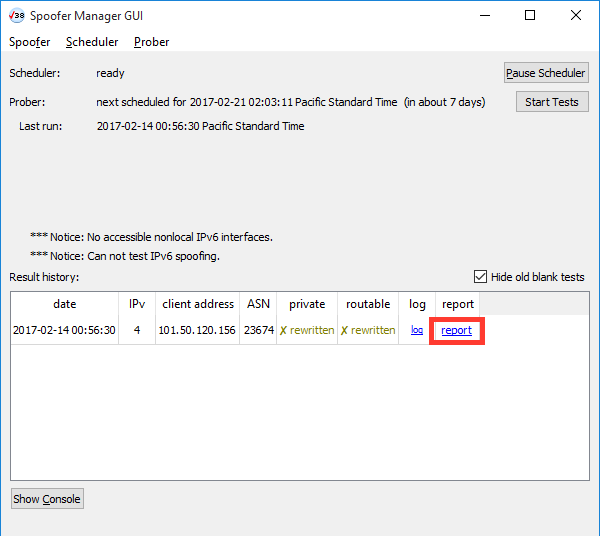 Spoofer Manager GUI
Spoofer Scheduler Prober
Scheduler: ready Pause Scheduler
Prober: next scheduled for 2017-02-21 02:03:11 Pacific Standard Time (in about 7 days) Start Tests
Last run: 2017-02-14 00:56:30 Pacific Standard Time
*** Notice: No accessible nonlocal IPv6 interfaces.
*** Notice: Can not test IPv6 spoofing.
Result history: Hide old blank tests
date IPv client address ASN private routable log report
2017-02-14 00:56:30 4 101.50.120.156 23674 ✗ rewritten ✗ rewritten log report
Show Console